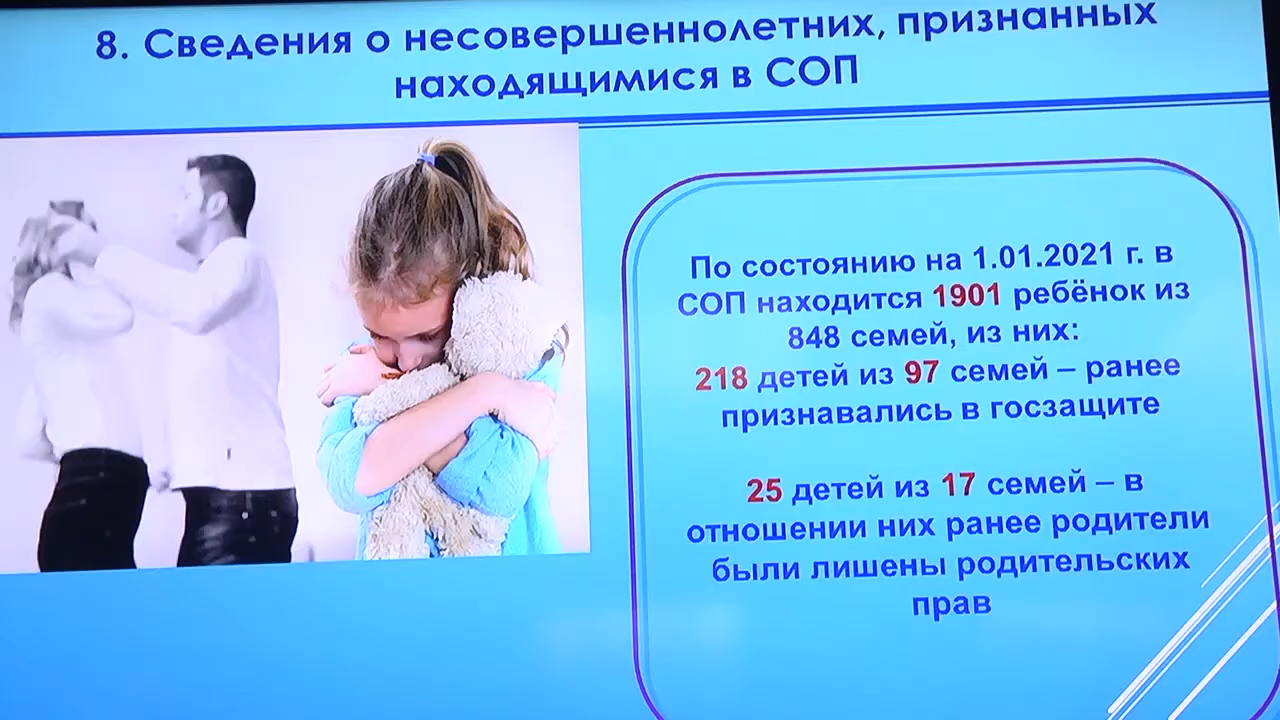 8. Сведения о несовершеннолетних, признанных
находящимися в СОП
По состоянию на 1.01.2021 г. в
СОП находится 1901 ребёнок из
848 семей, из них:
218 детей из 97 семей – ранее
признавались в госзащите
25 детей из 17 семей – в
отношении них ранее родители
были лишены родительских
прав